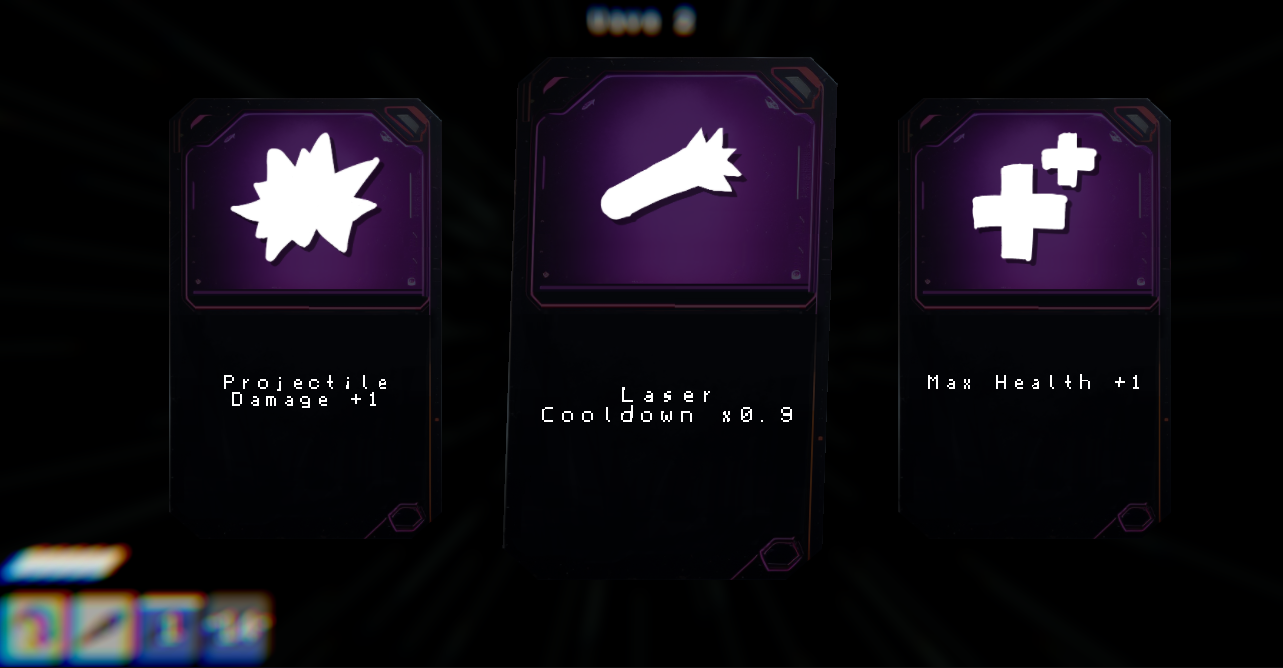 Projectile
Damage +1
Laser
Cooldown x0.9
Max Health +1